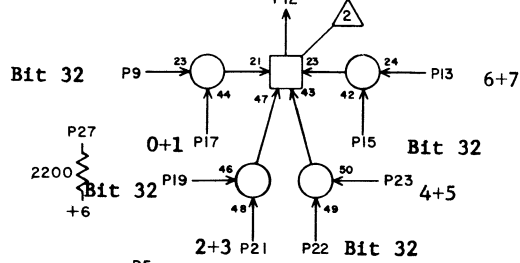 2
Bit 32 P9 23 21 23 24 P13 6+7
44 47 43 42
P27 0+1 P17 P15 Bit 32
2200 Bit 32 P19 46 50 P23 4+5
+6 48 49
2+3 P21 P22 Bit 32